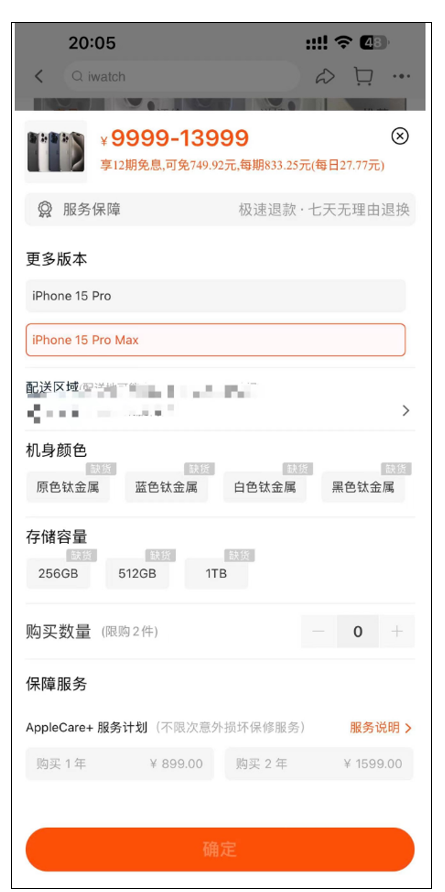 20:05
48
iwatch
¥9999-13999
享12期免息,可免749.92元,每期833.25元(每日27.77元)
服务保障 极速退款·七天无理由退换
更多版本
iPhone 15 Pro
iPhone 15 Pro Max
配送区域
机身颜色
缺货 缺货 缺货 缺货
原色钛金属 蓝色钛金属 白色钛金属 黑色钛金属
存储容量
缺货 缺货 缺货
256GB 512GB 1TB
购买数量 (限购2件) 0
保障服务
AppleCare+ 服务计划 (不限次意外损坏保修服务) 服务说明
购买 1 年 ¥ 899.00 购买 2 年 ¥ 1599.00
确定